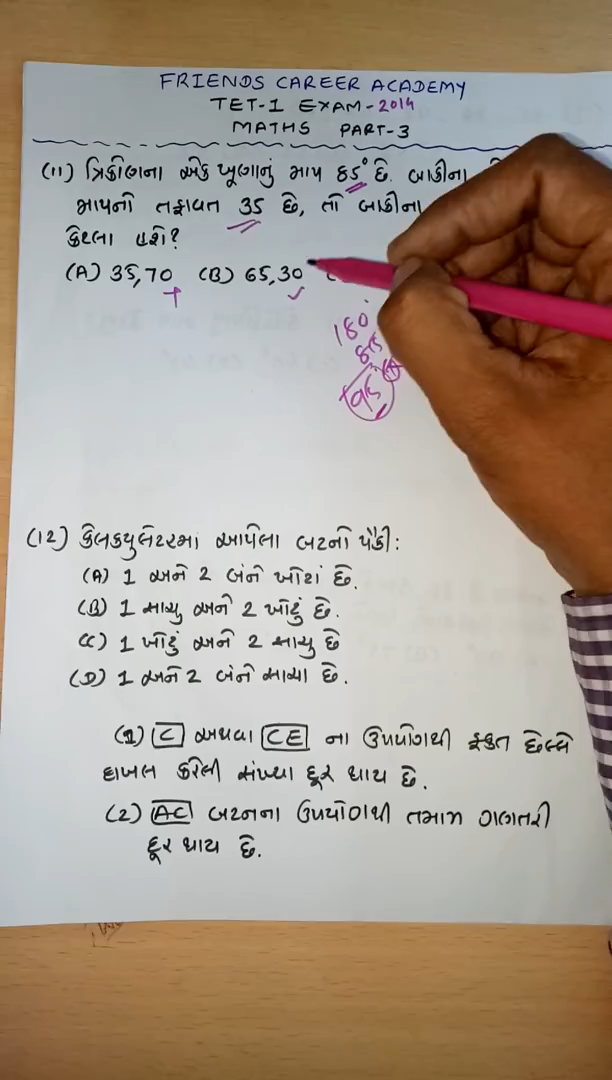 FRIENDS CAREER ACADEMY
TET-1 EXAM-2014
MATHS PART-3
(11) ત્રિકોણના એક ખૂણાનું માપ 85° છે. બાકીના
માપનો તફાવત 35 છે, તો બાકીના
કેટલા હશે?
(A) 35,70 (B) 65,30
180
85
95
(12) કેલક્યુલેટરમાં આપેલા બટનો પૈકી:
(A) 1 અને 2 બંને ખોટાં છે.
(B) 1 સાચુ અને 2 ખોટું છે.
(C) 1 ખોટું અને 2 સાચુ છે
(D) 1 અને 2 બંને સાચા છે.
(1) C અથવા CE ના ઉપયોગથી ફક્ત છેલ્લે
દાખલ કરેલી સંખ્યા દૂર થાય છે.
(2) AC બટનના ઉપયોગથી તમામ ગણતરી
દૂર થાય છે.